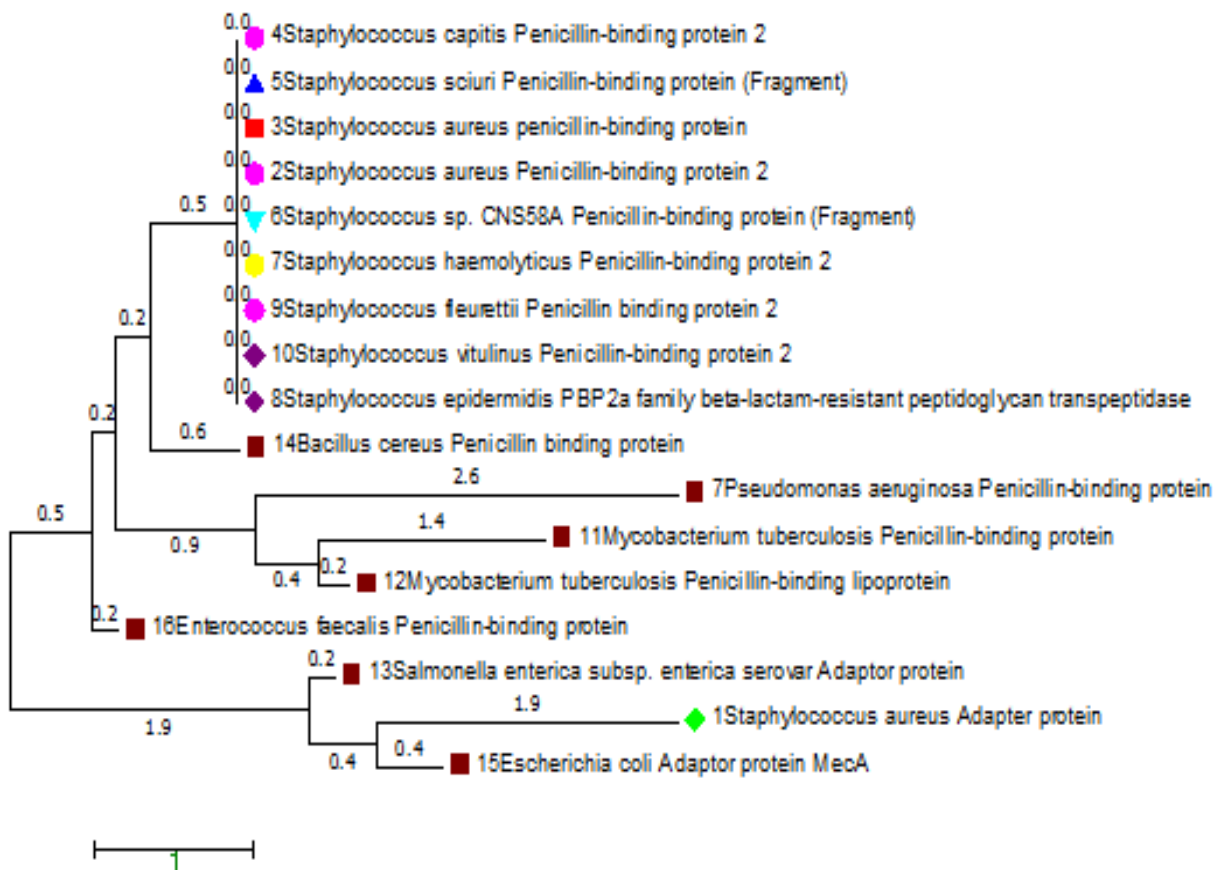 0.0
4Staphylococcus capitis Penicillin-binding protein 2
0.0
5Staphylococcus sciuri Penicillin-binding protein (Fragment)
0.0
3Staphylococcus aureus penicillin-binding protein
0.0
2Staphylococcus aureus Penicillin-binding protein 2
0.5
0.0
6Staphylococcus sp. CNS58A Penicillin-binding protein (Fragment)
0.0
7Staphylococcus haemolyticus Penicillin-binding protein 2
0.0
9Staphylococcus fleurettii Penicillin binding protein 2
0.2
0.0
10Staphylococcus vitulinus Penicillin-binding protein 2
0.0
8Staphylococcus epidermidis PBP2a family beta-lactam-resistant peptidoglycan transpeptidase
0.2
0.6
14Bacillus cereus Penicillin binding protein
2.6
7Pseudomonas aeruginosa Penicillin-binding protein
0.5
0.9
1.4
11Mycobacterium tuberculosis Penicillin-binding protein
0.4
0.2
12Mycobacterium tuberculosis Penicillin-binding lipoprotein
0.2
16Enterococcus faecalis Penicillin-binding protein
0.2
13Salmonella enterica subsp. enterica serovar Adaptor protein
1.9
1.9
1Staphylococcus aureus Adapter protein
0.4
0.4
15Escherichia coli Adaptor protein MecA
1